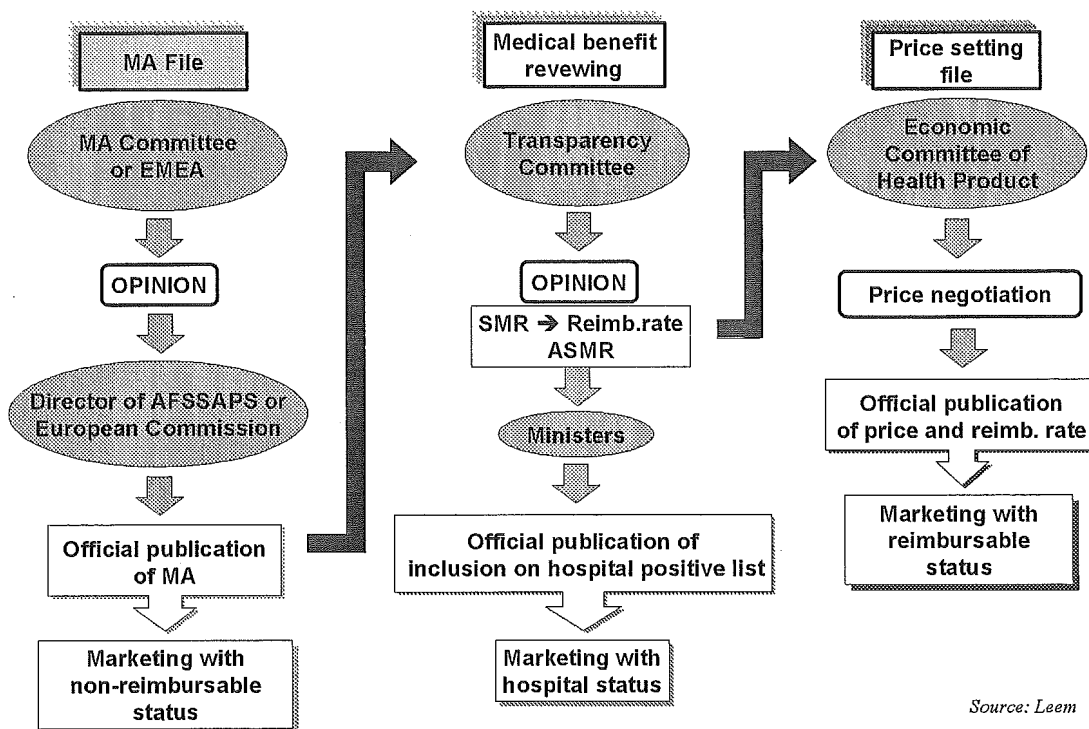 MA File
MA Committee
or EMEA
OPINION
Director of AFSSAPS or
European Commission
Official publication
of MA
Marketing with
non-reimbursable
status
Medical benefit
revewing
Transparency
Committee
OPINION
SMR ➔ Reimb.rate
ASMR
Ministers
Official publication of
inclusion on hospital positive list
Marketing with
hospital status
Price setting
file
Economic
Committee of
Health Product
Price negotiation
Official publication
of price and reimb. rate
Marketing with
reimbursable
status
Source: Leem